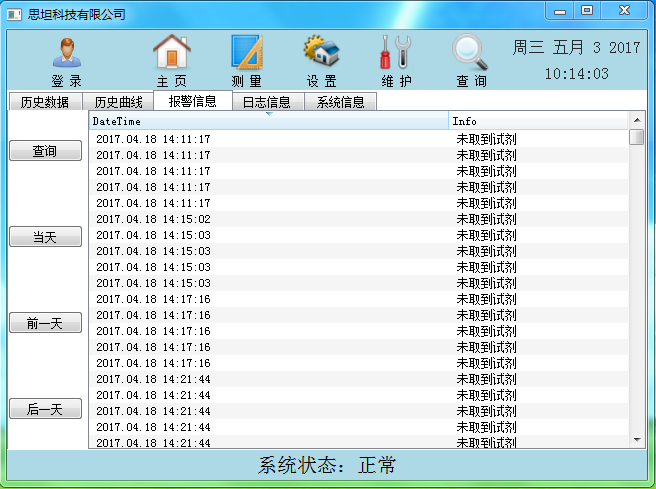 思坦科技有限公司
登 录
主 页
测 量
设 置
维 护
查 询
周三 五月 3 2017
10:14:03
历史数据
历史曲线
报警信息
日志信息
系统信息
查询
当天
前一天
后一天
DateTime Info
2017.04.18 14:11:17 未取到试剂
2017.04.18 14:11:17 未取到试剂
2017.04.18 14:11:17 未取到试剂
2017.04.18 14:11:17 未取到试剂
2017.04.18 14:11:17 未取到试剂
2017.04.18 14:15:02 未取到试剂
2017.04.18 14:15:03 未取到试剂
2017.04.18 14:15:03 未取到试剂
2017.04.18 14:15:03 未取到试剂
2017.04.18 14:15:03 未取到试剂
2017.04.18 14:17:16 未取到试剂
2017.04.18 14:17:16 未取到试剂
2017.04.18 14:17:16 未取到试剂
2017.04.18 14:17:16 未取到试剂
2017.04.18 14:17:16 未取到试剂
2017.04.18 14:21:44 未取到试剂
2017.04.18 14:21:44 未取到试剂
2017.04.18 14:21:44 未取到试剂
2017.04.18 14:21:44 未取到试剂
2017.04.18 14:21:44 未取到试剂
系统状态：正常